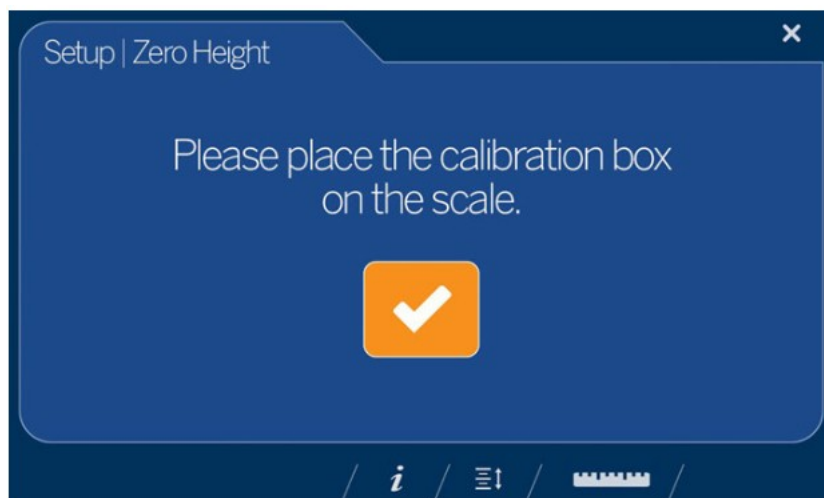 Setup | Zero Height
Please place the calibration box
on the scale.
i